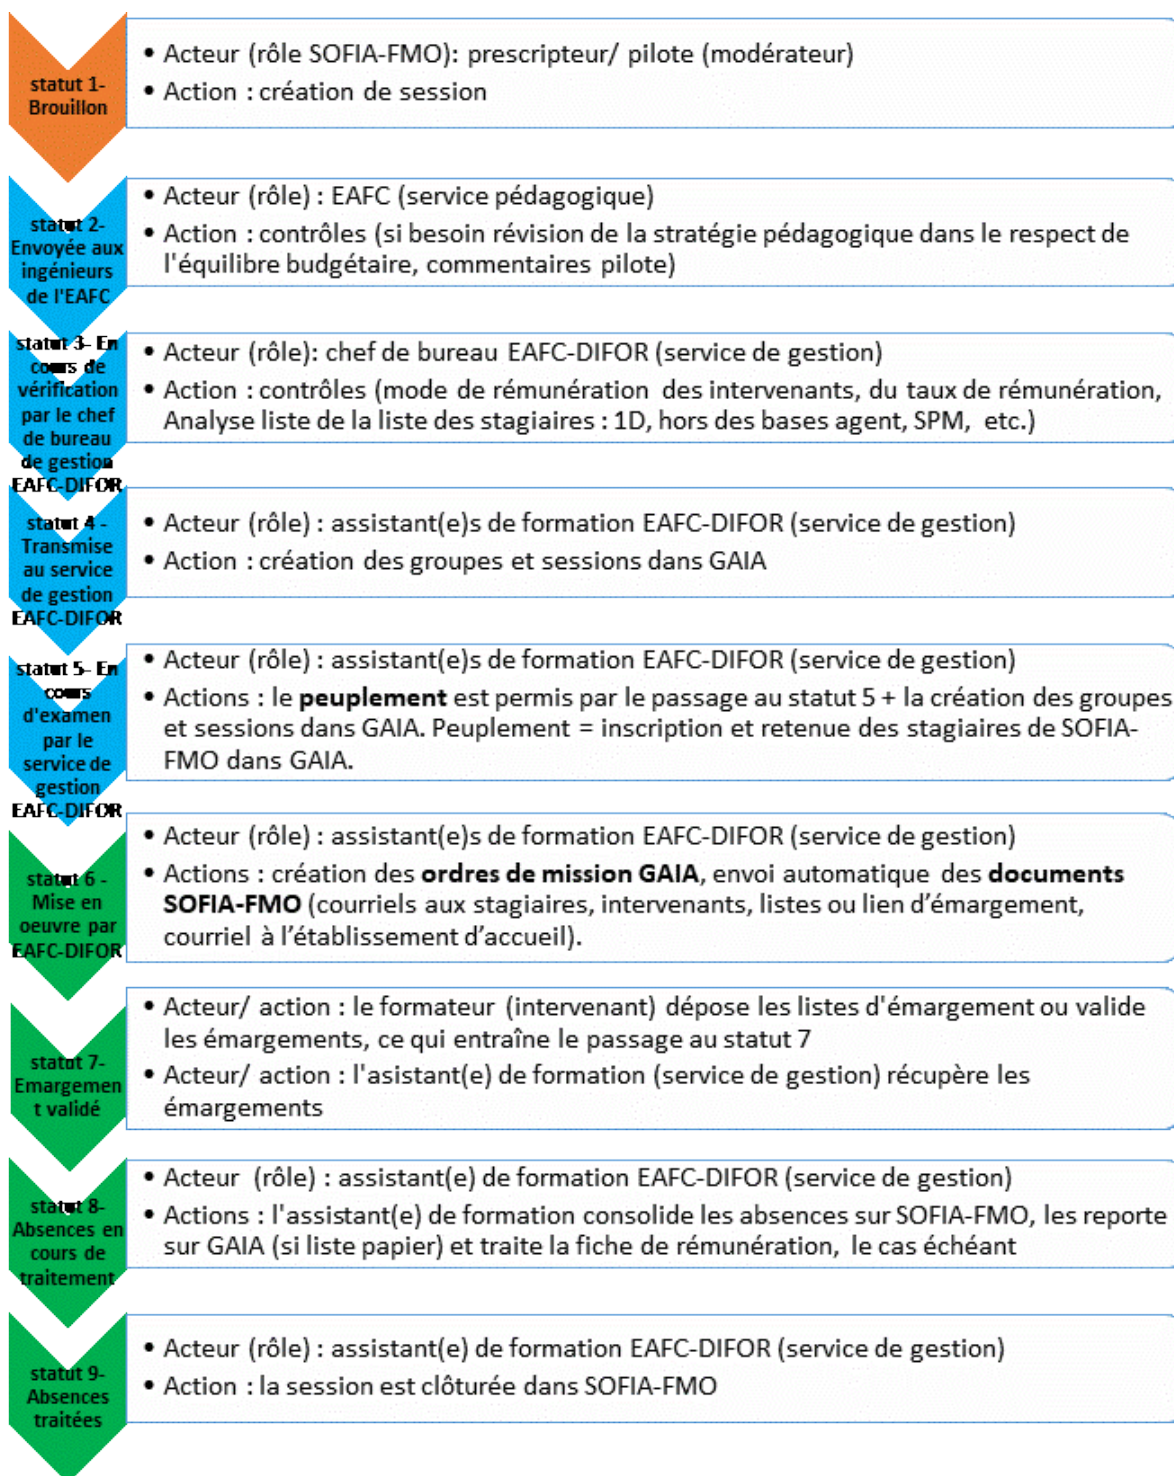 statut 1-
Brouillon
• Acteur (rôle SOFIA-FMO): prescripteur/ pilote (modérateur)
• Action : création de session
statut 2-
Envoyée aux
ingénieurs
de l'EAFC
• Acteur (rôle) : EAFC (service pédagogique)
• Action : contrôles (si besoin révision de la stratégie pédagogique dans le respect de
l'équilibre budgétaire, commentaires pilote)
statut 3- En
cours de
vérification
par le chef
de bureau
de gestion
EAFC-DIFOR
• Acteur (rôle): chef de bureau EAFC-DIFOR (service de gestion)
• Action : contrôles (mode de rémunération des intervenants, du taux de rémunération,
Analyse liste de la liste des stagiaires : 1D, hors des bases agent, SPM, etc.)
statut 4 -
Transmise
au service
de gestion
EAFC-DIFOR
• Acteur (rôle) : assistant(e)s de formation EAFC-DIFOR (service de gestion)
• Action : création des groupes et sessions dans GAIA
statut 5- En
cours
d'examen
par le
service de
gestion
EAFC-DIFOR
• Acteur (rôle) : assistant(e)s de formation EAFC-DIFOR (service de gestion)
• Actions : le peuplement est permis par le passage au statut 5 + la création des groupes
et sessions dans GAIA. Peuplement = inscription et retenue des stagiaires de SOFIA-
FMO dans GAIA.
statut 6 -
Mise en
oeuvre par
EAFC-DIFOR
• Acteur (rôle) : assistant(e)s de formation EAFC-DIFOR (service de gestion)
• Actions : création des ordres de mission GAIA, envoi automatique des documents
SOFIA-FMO (courriels aux stagiaires, intervenants, listes ou lien d'émargement,
courriel à l'établissement d'accueil).
statut 7-
Emargemen
t validé
• Acteur/ action : le formateur (intervenant) dépose les listes d'émargement ou valide
les émargements, ce qui entraîne le passage au statut 7
• Acteur/ action : l'asistant(e) de formation (service de gestion) récupère les
émargements
statut 8-
Absences en
cours de
traitement
• Acteur (rôle) : assistant(e) de formation EAFC-DIFOR (service de gestion)
• Actions : l'assistant(e) de formation consolide les absences sur SOFIA-FMO, les reporte
sur GAIA (si liste papier) et traite la fiche de rémunération, le cas échéant
statut 9-
Absences
traitées
• Acteur (rôle) : assistant(e) de formation EAFC-DIFOR (service de gestion)
• Action : la session est clôturée dans SOFIA-FMO